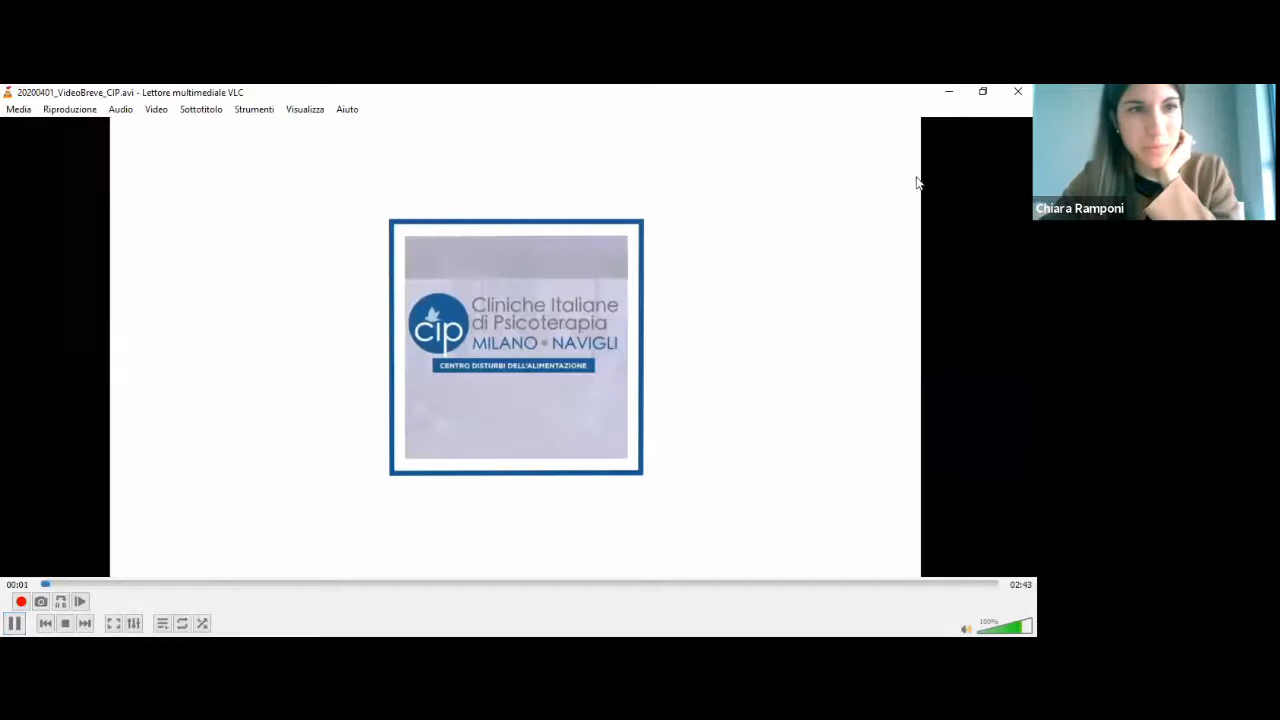 20200401_VideoBreve_CIP.avi - Lettore multimediale VLC
Media Riproduzione Audio Video Sottotitolo Strumenti Visualizza Aiuto
Chiara Ramponi
cip
Cliniche Italiane
di Psicoterapia
MILANO • NAVIGLI
CENTRO DISTURBI DELL'ALIMENTAZIONE
00:01
02:43
100%